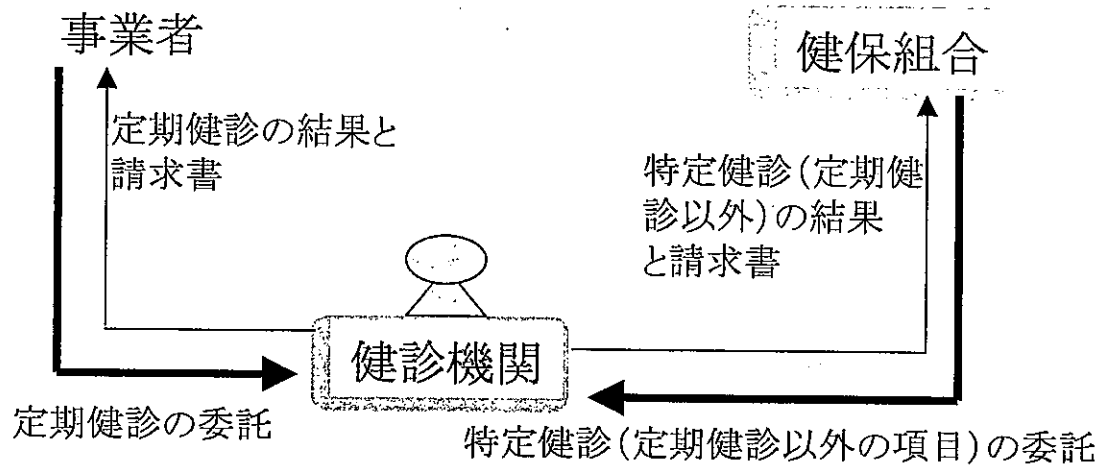 事業者
健保組合
定期健診の結果と
請求書
特定健診(定期健
診以外)の結果
と請求書
健診機関
定期健診の委託
特定健診(定期健診以外の項目)の委託